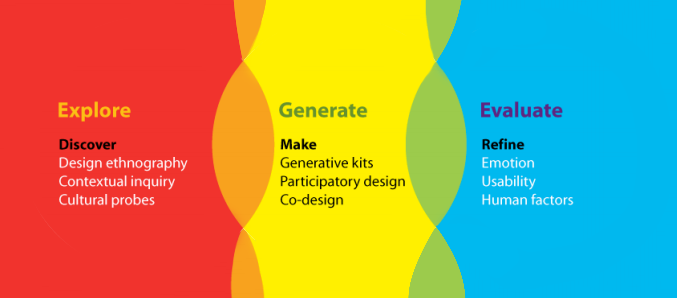 Explore
Discover
Design ethnography
Contextual inquiry
Cultural probes
Generate
Make
Generative kits
Participatory design
Co-design
Evaluate
Refine
Emotion
Usability
Human factors